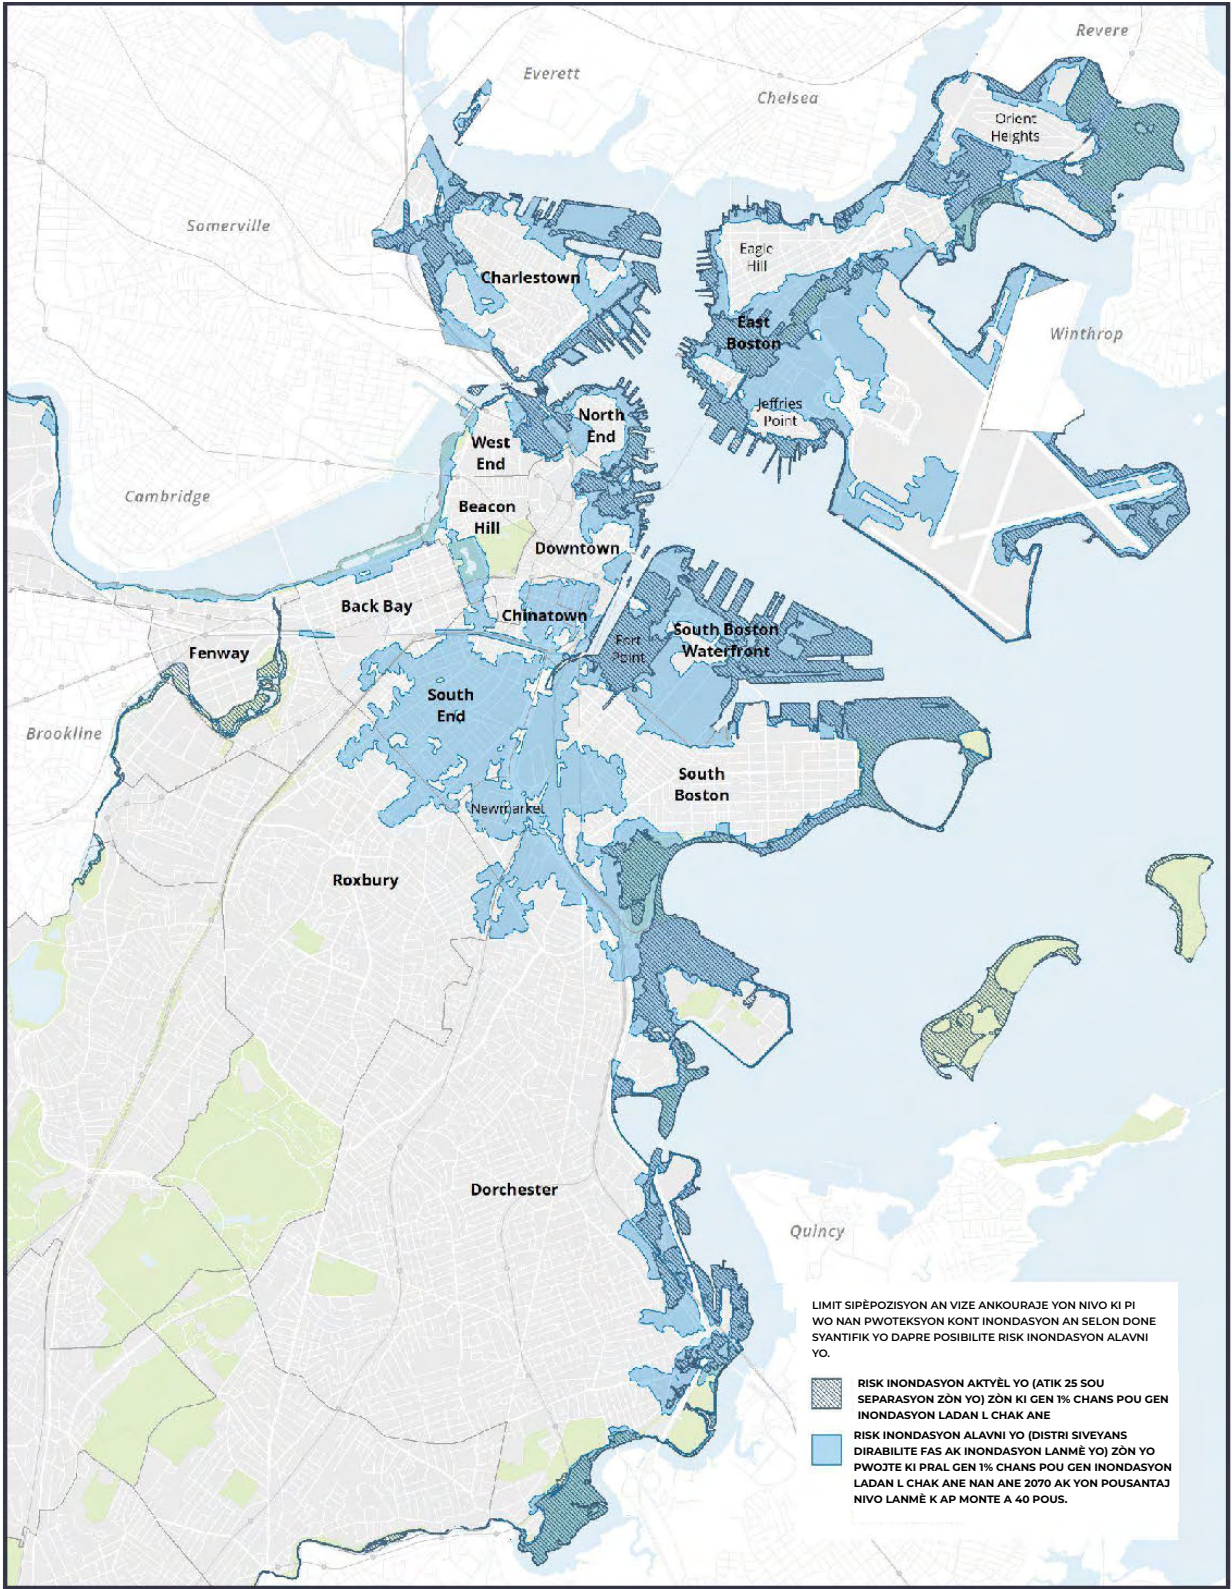 Revere
Everett
Chelsea
Orient
Heights
Somerville
Eagle
Hill
Charlestown
East
Boston
Winthrop
Jeffries
Point
North
End
West
End
Cambridge
Beacon
Hill
Downtown
Back Bay
Chinatown
Fort
Point
South Boston
Waterfront
Fenway
South
End
Brookline
South
Boston
Newmarket
Roxbury
Dorchester
Quincy
LIMIT SIPÈPOZISYON AN VIZE ANKOURAJE YON NIVO KI PI
WO NAN PWOTEKSYON KONT INONDASYON AN SELON DONE
SYANTIFIK YO DAPRE POSIBILITE RISK INONDASYON ALAVNI
YO.
RISK INONDASYON AKTYÈL YO (ATIK 25 SOU
SEPARASYON ZÒN YO) ZÒN KI GEN 1% CHANS POU GEN
INONDASYON LADAN L CHAK ANE
RISK INONDASYON ALAVNI YO (DISTRI SIVEYANS
DIRABILITE FAS AK INONDASYON LANMÈ YO) ZÒN YO
PWOJTE KI PRAL GEN 1% CHANS POU GEN INONDASYON
LADAN L CHAK ANE NAN ANE 2070 AK YON POUSANTAJ
NIVO LANMÈ K AP MONTE A 40 POUS.